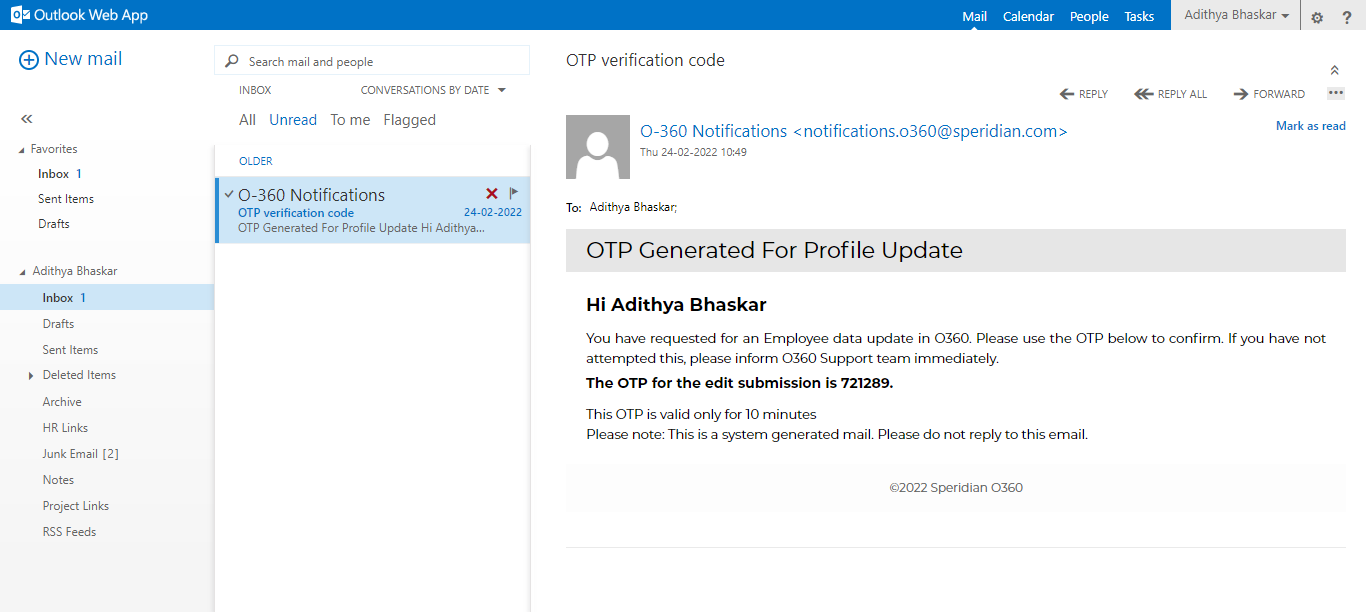 Outlook Web App
Mail Calendar People Tasks Adithya Bhaskar ?
New mail
Favorites
Inbox 1
Sent Items
Drafts
Adithya Bhaskar
Inbox 1
Drafts
Sent Items
Deleted Items
Archive
HR Links
Junk Email [2]
Notes
Project Links
RSS Feeds
Search mail and people
INBOX CONVERSATIONS BY DATE
All Unread To me Flagged
OLDER
O-360 Notifications
OTP verification code 24-02-2022
OTP Generated For Profile Update Hi Adithya...
OTP verification code
REPLY REPLY ALL FORWARD ...
Mark as read
O-360 Notifications <notifications.o360@speridian.com>
Thu 24-02-2022 10:49
To: Adithya Bhaskar;
OTP Generated For Profile Update
Hi Adithya Bhaskar
You have requested for an Employee data update in O360. Please use the OTP below to confirm. If you have not
attempted this, please inform O360 Support team immediately.
The OTP for the edit submission is 721289.
This OTP is valid only for 10 minutes
Please note: This is a system generated mail. Please do not reply to this email.
©2022 Speridian O360